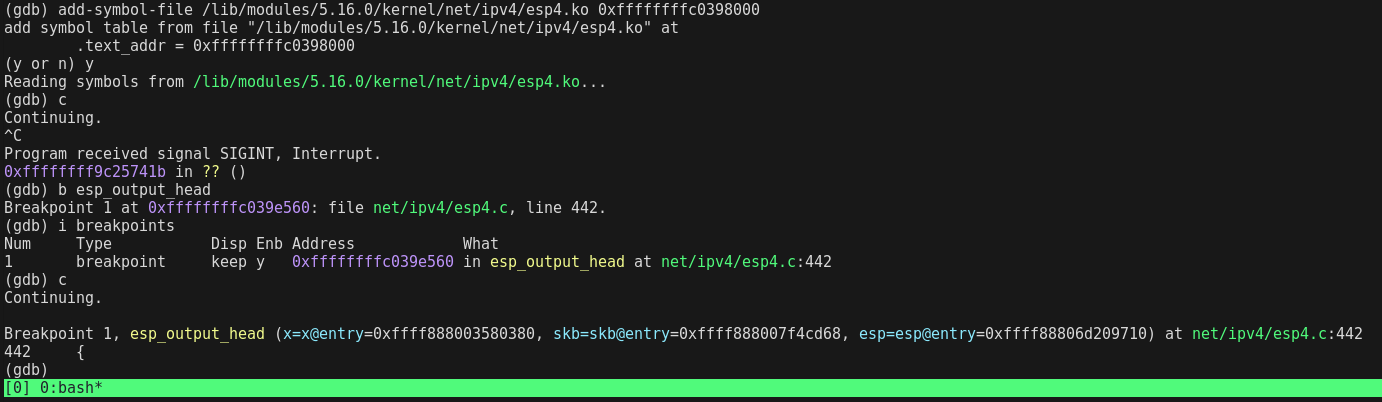 (gdb) add-symbol-file /lib/modules/5.16.0/kernel/net/ipv4/esp4.ko 0xffffffffc0398000
add symbol table from file "/lib/modules/5.16.0/kernel/net/ipv4/esp4.ko" at
        .text_addr = 0xffffffffc0398000
(y or n) y
Reading symbols from /lib/modules/5.16.0/kernel/net/ipv4/esp4.ko...
(gdb) c
Continuing.
^C
Program received signal SIGINT, Interrupt.
0xffffffff9c25741b in ?? ()
(gdb) b esp_output_head
Breakpoint 1 at 0xffffffffc039e560: file net/ipv4/esp4.c, line 442.
(gdb) i breakpoints
Num     Type           Disp Enb Address            What
1       breakpoint     keep y   0xffffffffc039e560 in esp_output_head at net/ipv4/esp4.c:442
(gdb) c
Continuing.

Breakpoint 1, esp_output_head (x=x@entry=0xffff888003580380, skb=skb@entry=0xffff888007f4cd68, esp=esp@entry=0xffff88806d209710) at net/ipv4/esp4.c:442
442     {
(gdb)
[0] 0:bash*